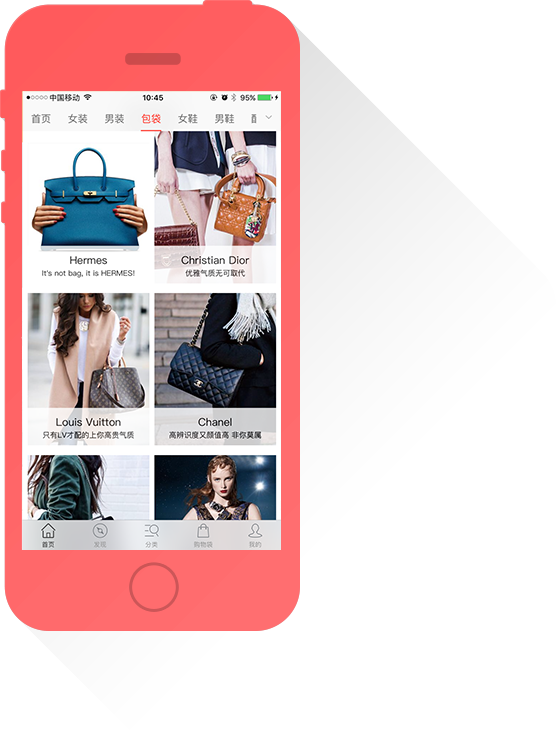 中国移动 10:45 95%
首页 女装 男装 包袋 女鞋 男鞋
Hermes
It's not bag, it is HERMES!
Christian Dior
优雅气质无可取代
Louis Vuitton
只有LV才配的上你高贵气质
Chanel
高辨识度又颜值高 非你莫属
首页 发现 分类 购物袋 我的